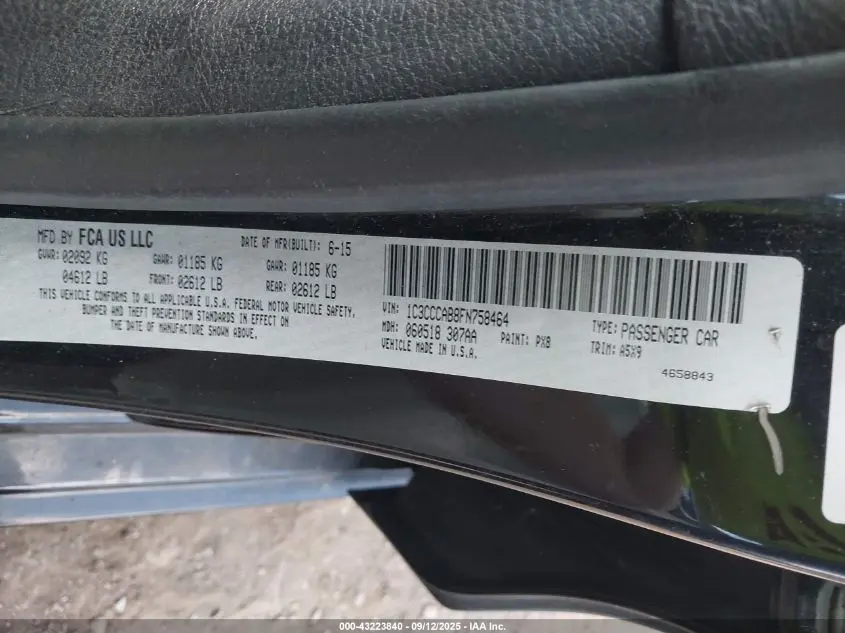 MFD BY FCA US LLC DATE OF MFR(BUILT): 6-15
GVWR: 02092 KG GAWR: 01185 KG GAWR: 01185 KG
04612 LB FRONT: 02612 LB REAR: 02612 LB
THIS VEHICLE CONFORMS TO ALL APPLICABLE U.S.A. FEDERAL MOTOR VEHICLE SAFETY,
BUMPER AND THEFT PREVENTION STANDARDS IN EFFECT ON
THE DATE OF MANUFACTURE SHOWN ABOVE.
VIN: 1C3CCCAB8FN758464 TYPE: PASSENGER CAR
MDH: 060518 307AA PAINT: PX8 TRIM: A5X9
VEHICLE MADE IN U.S.A. 4658843
000-43223840 - 09/12/2025 - IAA Inc.